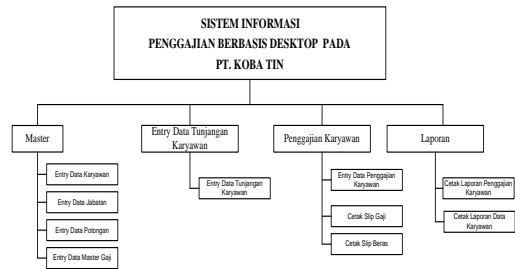 SISTEM INFORMASI
PENGGAJIAN BERBASIS DESKTOP PADA
PT. KOBA TIN
Master
Entry Data Tunjangan
Karyawan
Penggajian Karyawan
Laporan
Entry Data Karyawan
Entry Data Jabatan
Entry Data Potongan
Entry Data Master Gaji
Entry Data Tunjangan
Karyawan
Entry Data Penggajian
Karyawan
Cetak Slip Gaji
Cetak Slip Beras
Cetak Laporan Penggajian
Karyawan
Cetak Laporan Data
Karyawan